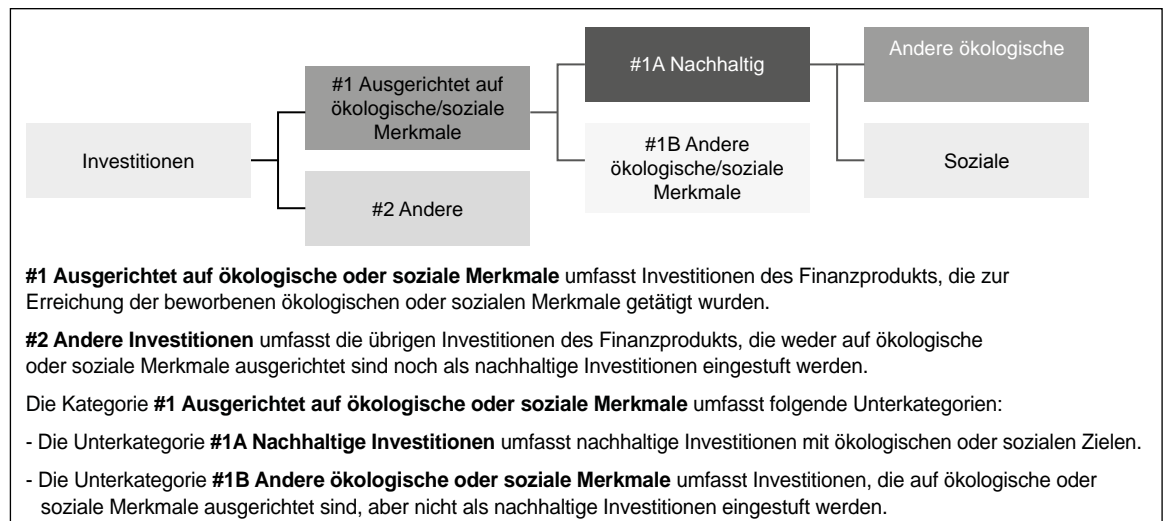 Investitionen
#1 Ausgerichtet auf
ökologische/soziale
Merkmale
#2 Andere
#1A Nachhaltig
#1B Andere
ökologische/soziale
Merkmale
Andere ökologische
Soziale
#1 Ausgerichtet auf ökologische oder soziale Merkmale umfasst Investitionen des Finanzprodukts, die zur
Erreichung der beworbenen ökologischen oder sozialen Merkmale getätigt wurden.
#2 Andere Investitionen umfasst die übrigen Investitionen des Finanzprodukts, die weder auf ökologische
oder soziale Merkmale ausgerichtet sind noch als nachhaltige Investitionen eingestuft werden.
Die Kategorie #1 Ausgerichtet auf ökologische oder soziale Merkmale umfasst folgende Unterkategorien:
- Die Unterkategorie #1A Nachhaltige Investitionen umfasst nachhaltige Investitionen mit ökologischen oder sozialen Zielen.
- Die Unterkategorie #1B Andere ökologische oder soziale Merkmale umfasst Investitionen, die auf ökologische oder
soziale Merkmale ausgerichtet sind, aber nicht als nachhaltige Investitionen eingestuft werden.